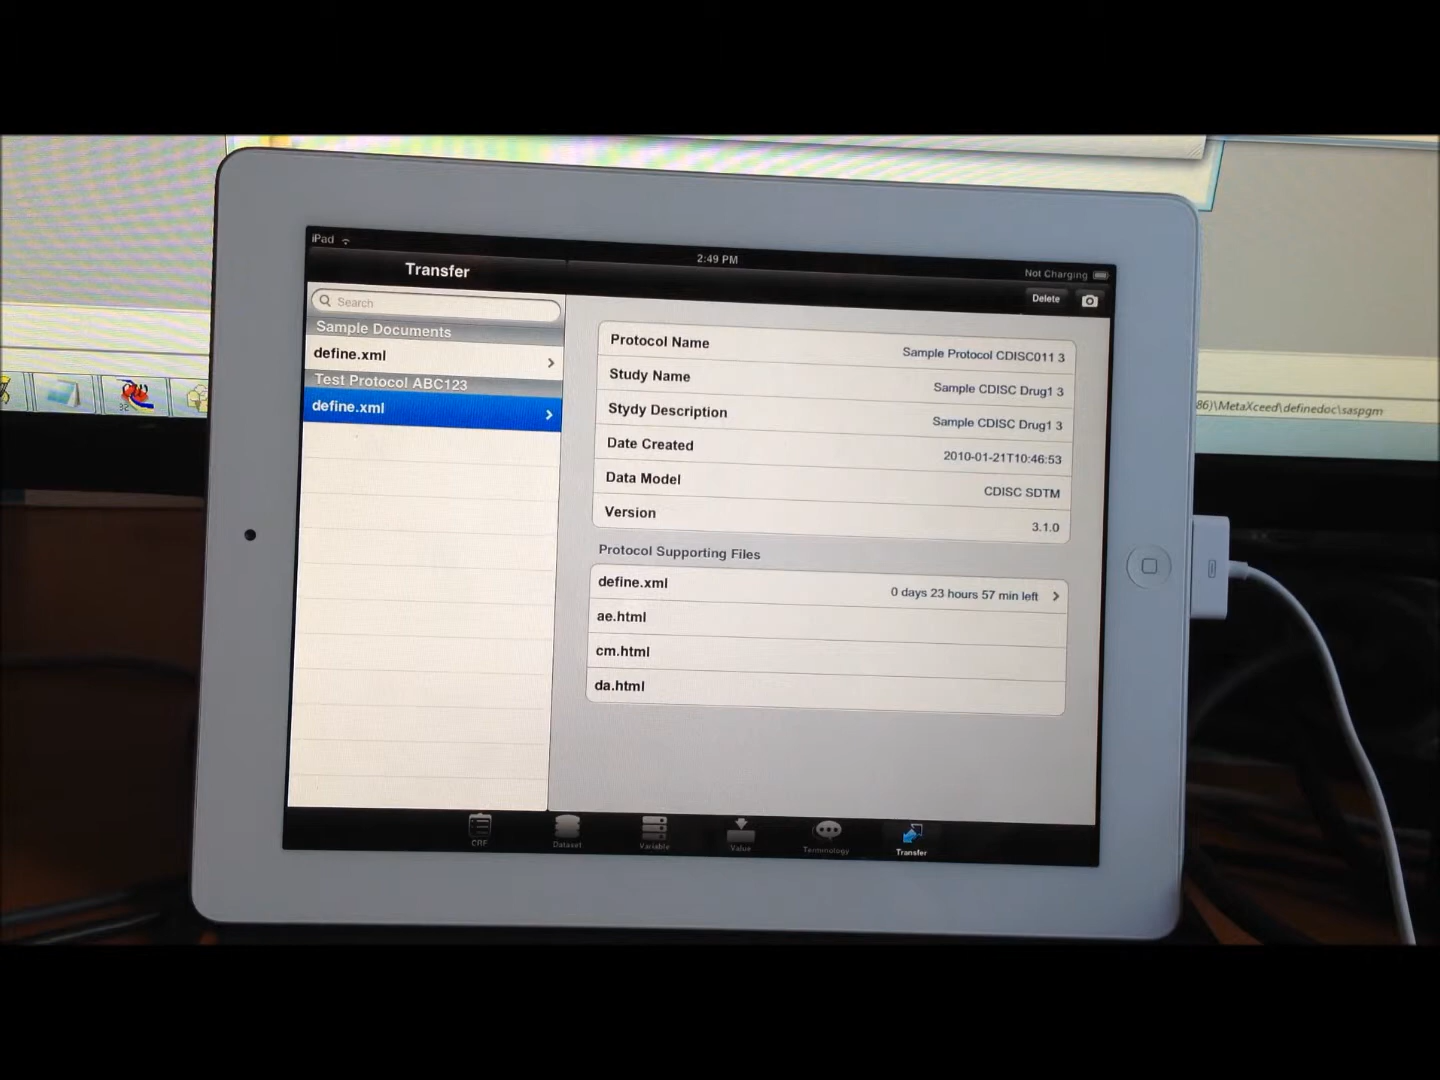 iPad
2:49 PM
Not Charging
Transfer
Delete
Search
Sample Documents
define.xml
Test Protocol ABC123
define.xml
Protocol Name Sample Protocol CDISC011 3
Study Name Sample CDISC Drug1 3
Stydy Description Sample CDISC Drug1 3
Date Created 2010-01-21T10:46:53
Data Model CDISC SDTM
Version 3.1.0
Protocol Supporting Files
define.xml 0 days 23 hours 57 min left
ae.html
cm.html
da.html
CRF Dataset Variable Value Terminology Transfer
86)\MetaXceed\definedoc\saspgm